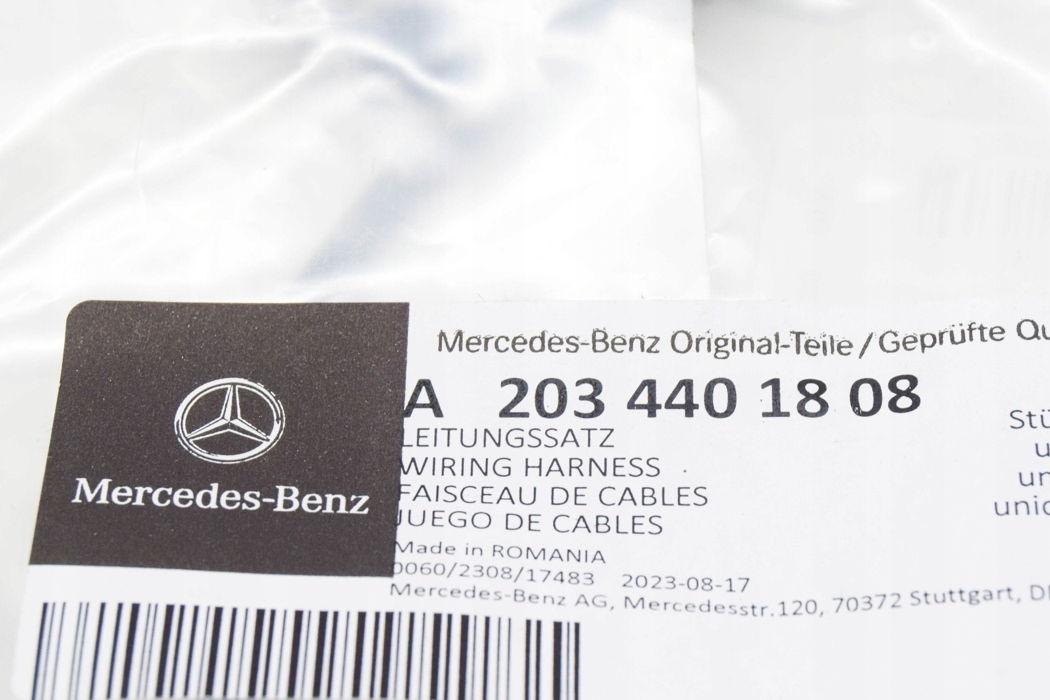 Mercedes-Benz
Mercedes-Benz Original-Teile / Geprüfte
A 203 440 18 08
LEITUNGSSATZ
WIRING HARNESS
FAISCEAU DE CABLES
JUEGO DE CABLES
Made in ROMANIA
0060/2308/17483 2023-08-17
Mercedes-Benz AG, Mercedesstr.120, 70372 Stuttgart,